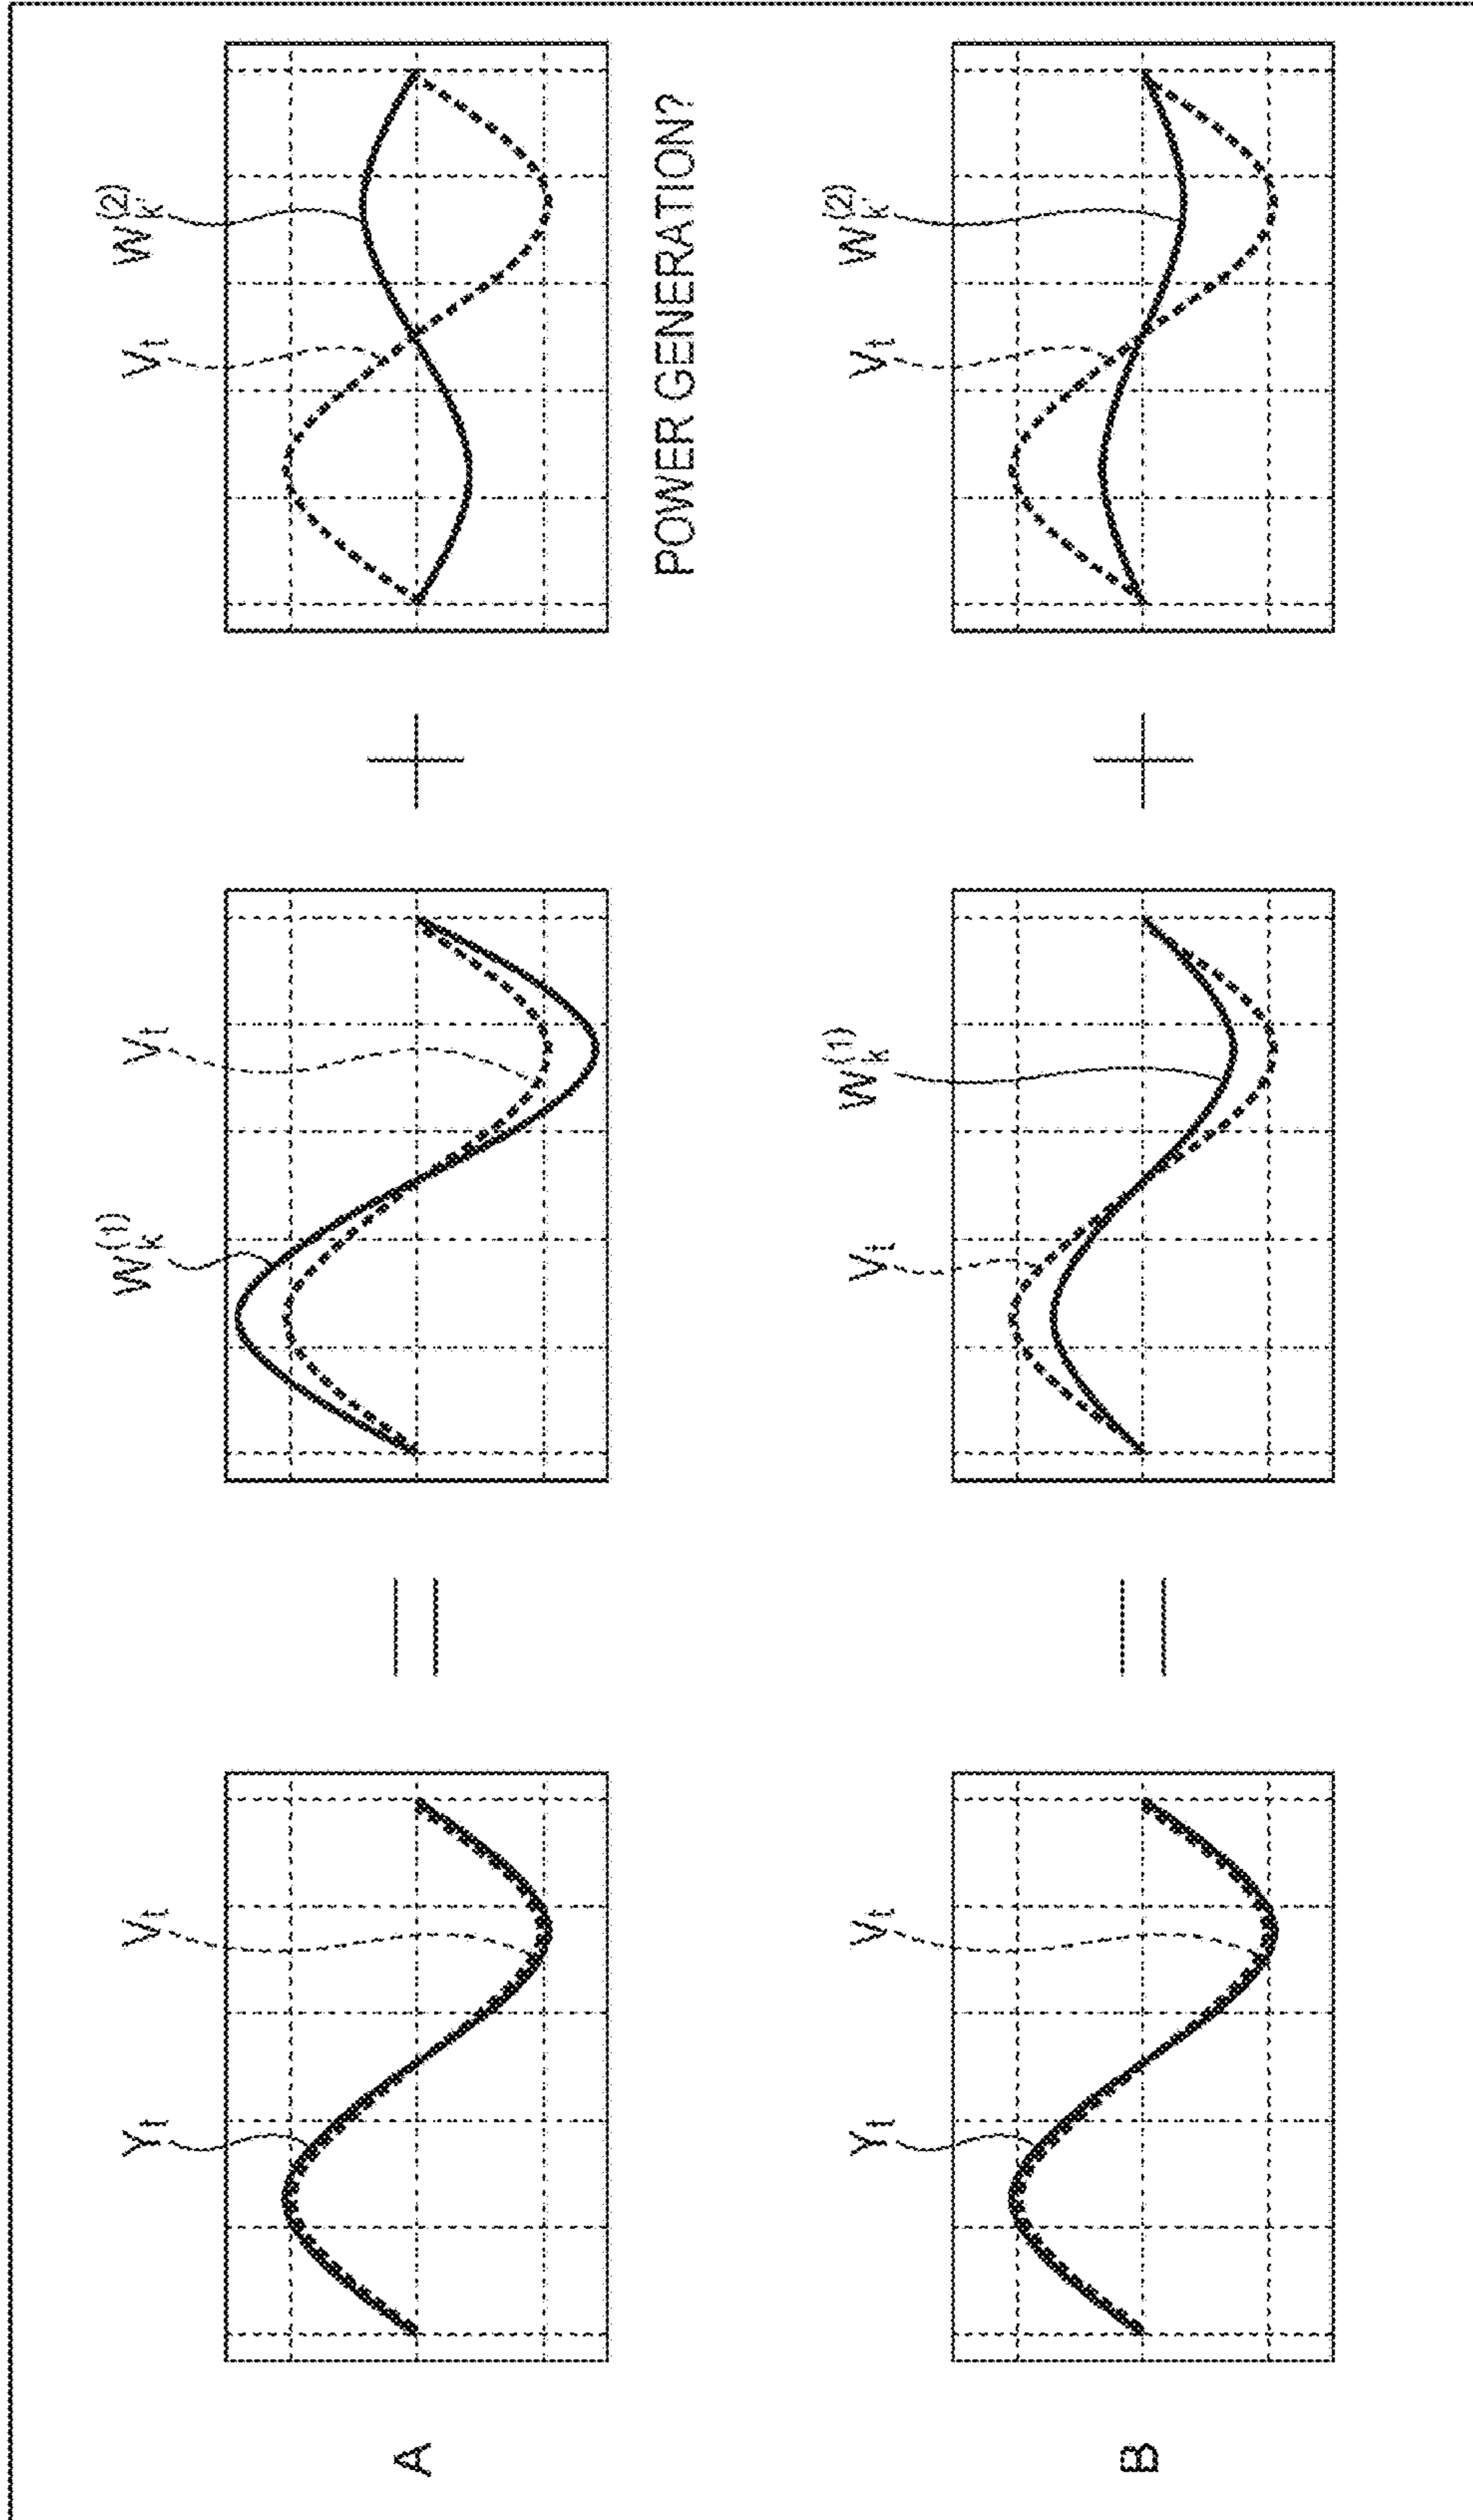 Y_t V_t W_k^(1) V_t V_t W_k^(2)
A = +
POWER GENERATION?
Y_t V_t V_t W_k^(1) V_t W_k^(2)
B = +